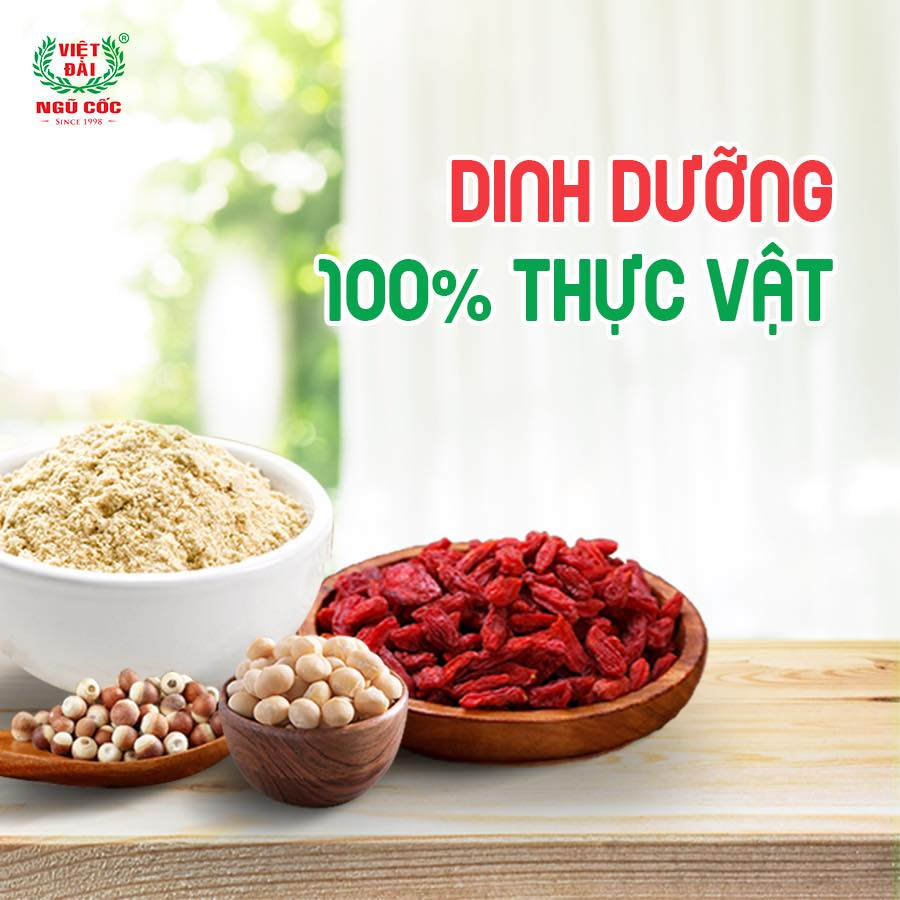 VIỆT ®
ĐÀI
NGŨ CỐC
SINCE 1998
DINH DƯỠNG
100% THỰC VẬT